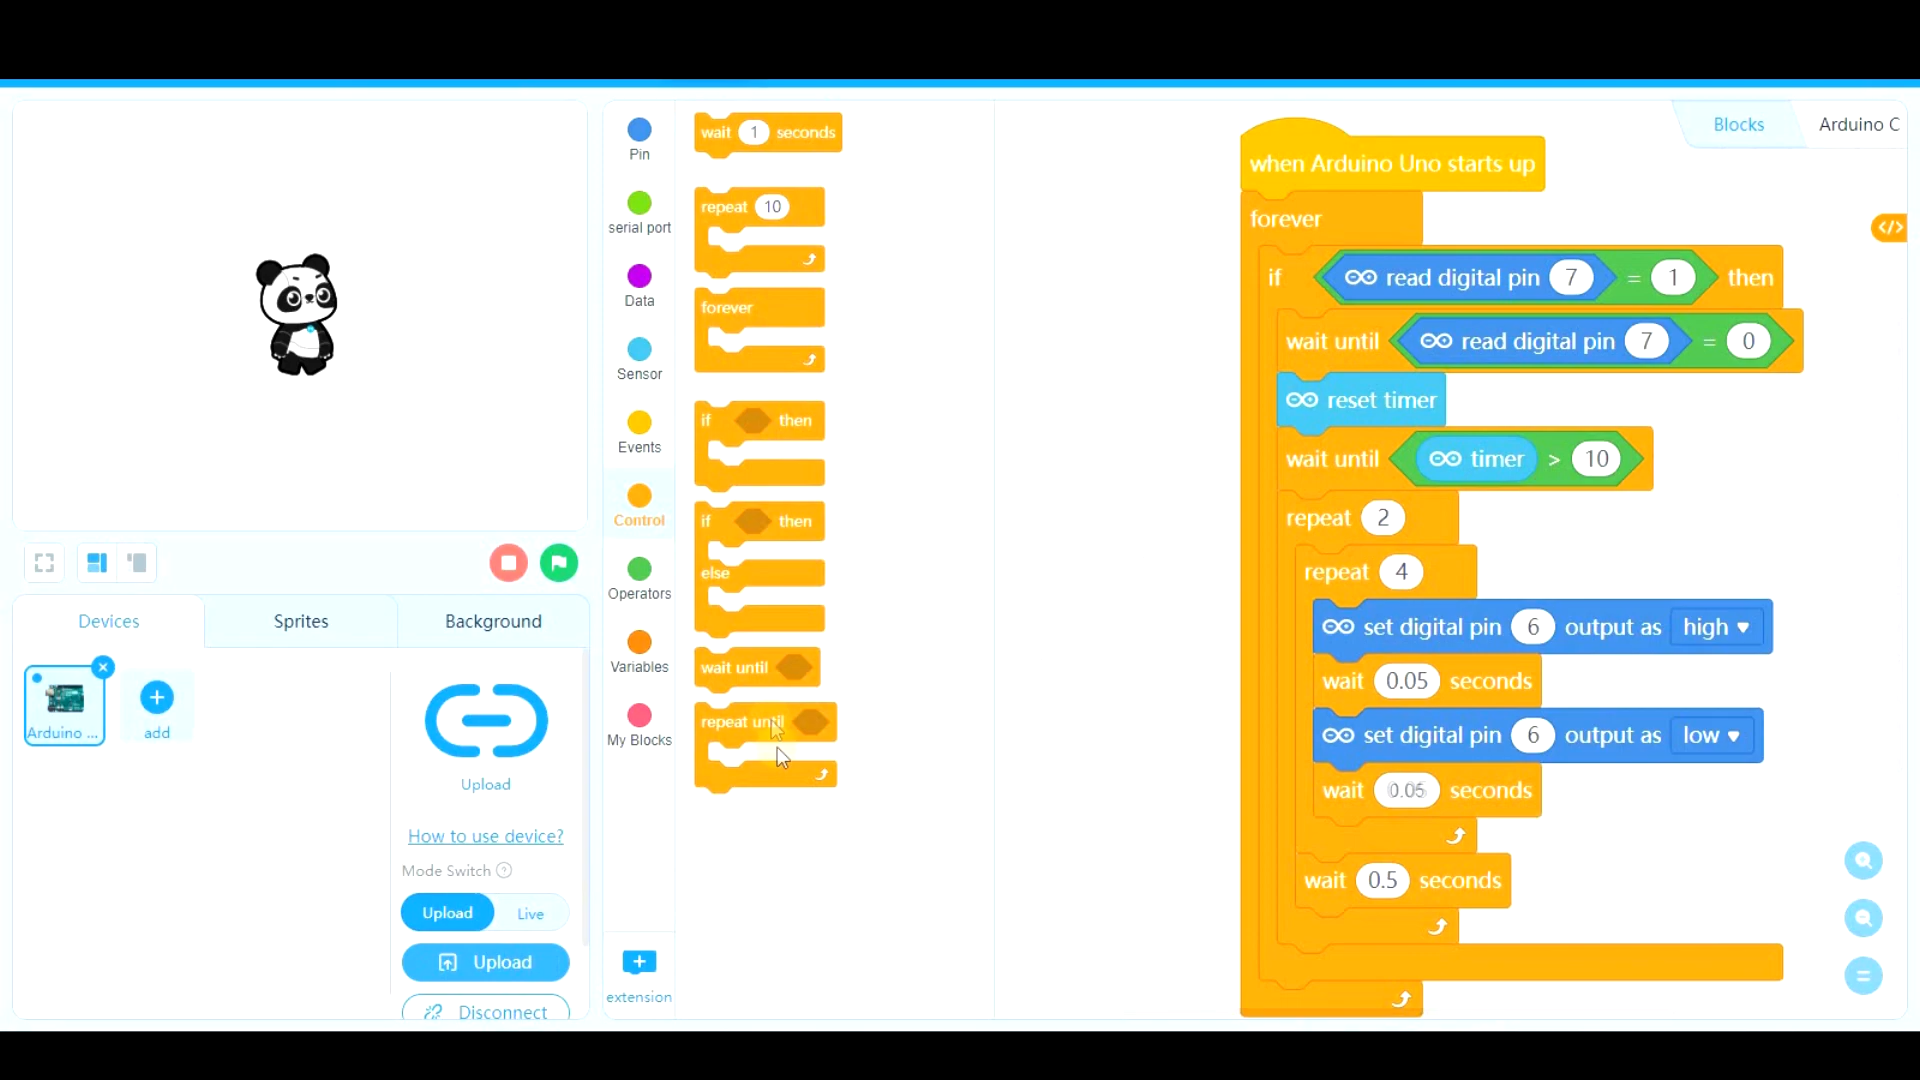 Devices
Sprites
Background
Arduino ...
add
Upload
How to use device?
Mode Switch ?
Upload
Live
Upload
Disconnect
Pin
serial port
Data
Sensor
Events
Control
Operators
Variables
My Blocks
extension
wait 1 seconds
repeat 10
forever
if then
if then
else
wait until
repeat until
Blocks
Arduino C
</>
when Arduino Uno starts up
forever
if read digital pin 7 = 1 then
wait until read digital pin 7 = 0
reset timer
wait until timer > 10
repeat 2
repeat 4
set digital pin 6 output as high
wait 0.05 seconds
set digital pin 6 output as low
wait 0.05 seconds
wait 0.5 seconds